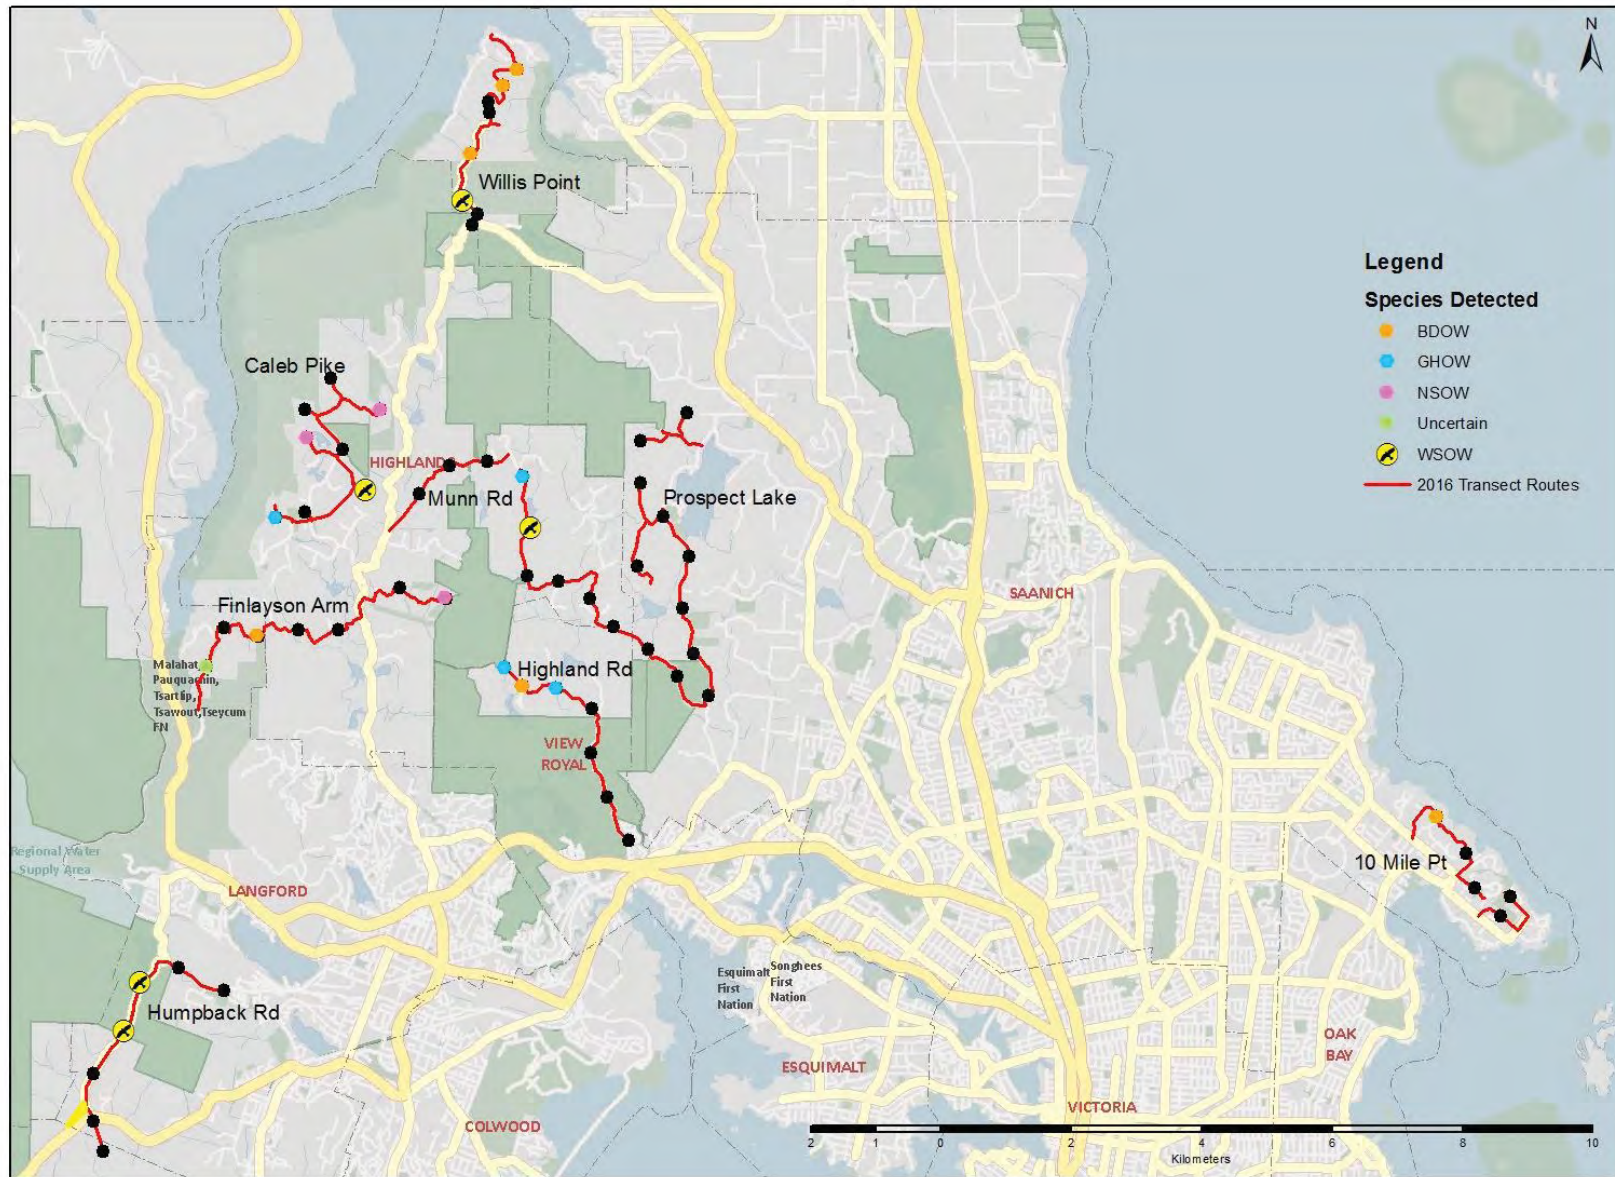 N
Willis Point
Legend
Species Detected
BDOW
GHOW
NSOW
Uncertain
WSOW
2016 Transect Routes
Caleb Pike
HIGHLANDS
Munn Rd
Prospect Lake
Finlayson Arm
SAANICH
Malahat,
Pauquachin,
Tsartlip,
Tsawout,Tseycum
FN
Highland Rd
VIEW
ROYAL
10 Mile Pt
Regional Water
Supply Area
LANGFORD
Esquimalt
First
Nation
Songhees
First
Nation
Humpback Rd
OAK
BAY
ESQUIMALT
VICTORIA
COLWOOD
2 1 0 2 4 6 8 10
Kilometers